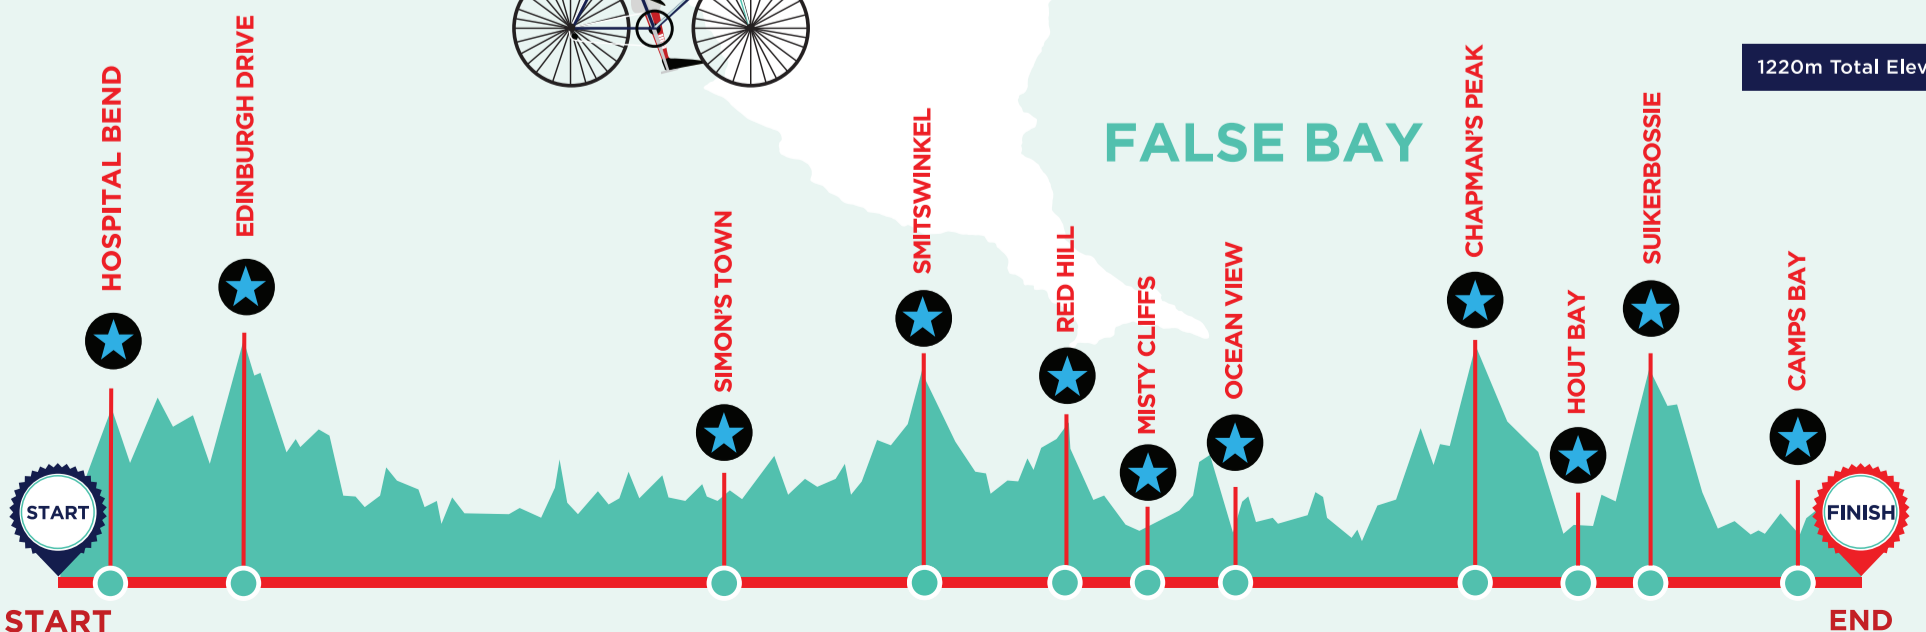 HOSPITAL BEND
EDINBURGH DRIVE
SIMON'S TOWN
SMITSWINKEL
RED HILL
MISTY CLIFFS
OCEAN VIEW
CHAPMAN'S PEAK
HOUT BAY
SUIKERBOSSIE
CAMPS BAY
1220m Total Elev
FALSE BAY
START
FINISH
START
END